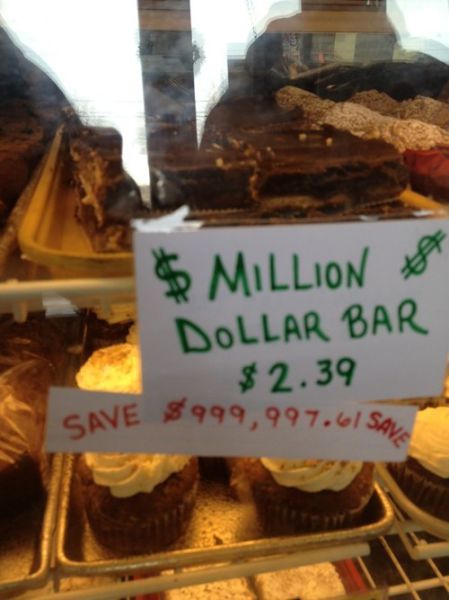 $ MILLION $
DOLLAR BAR
$2.39
SAVE $999,997.61 SAVE